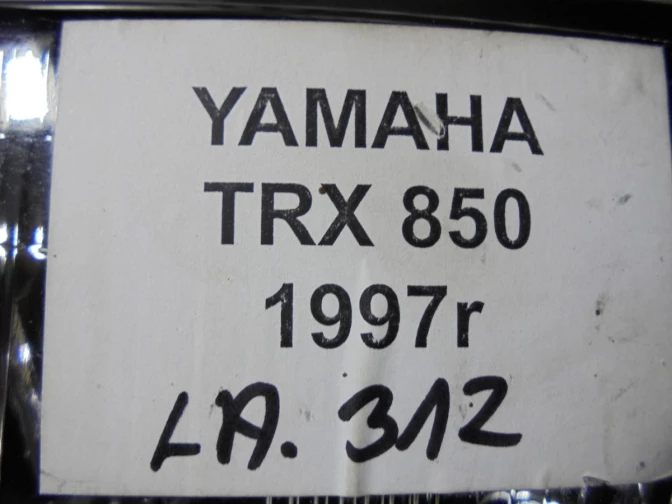 YAMAHA
TRX 850
1997r
LA. 312